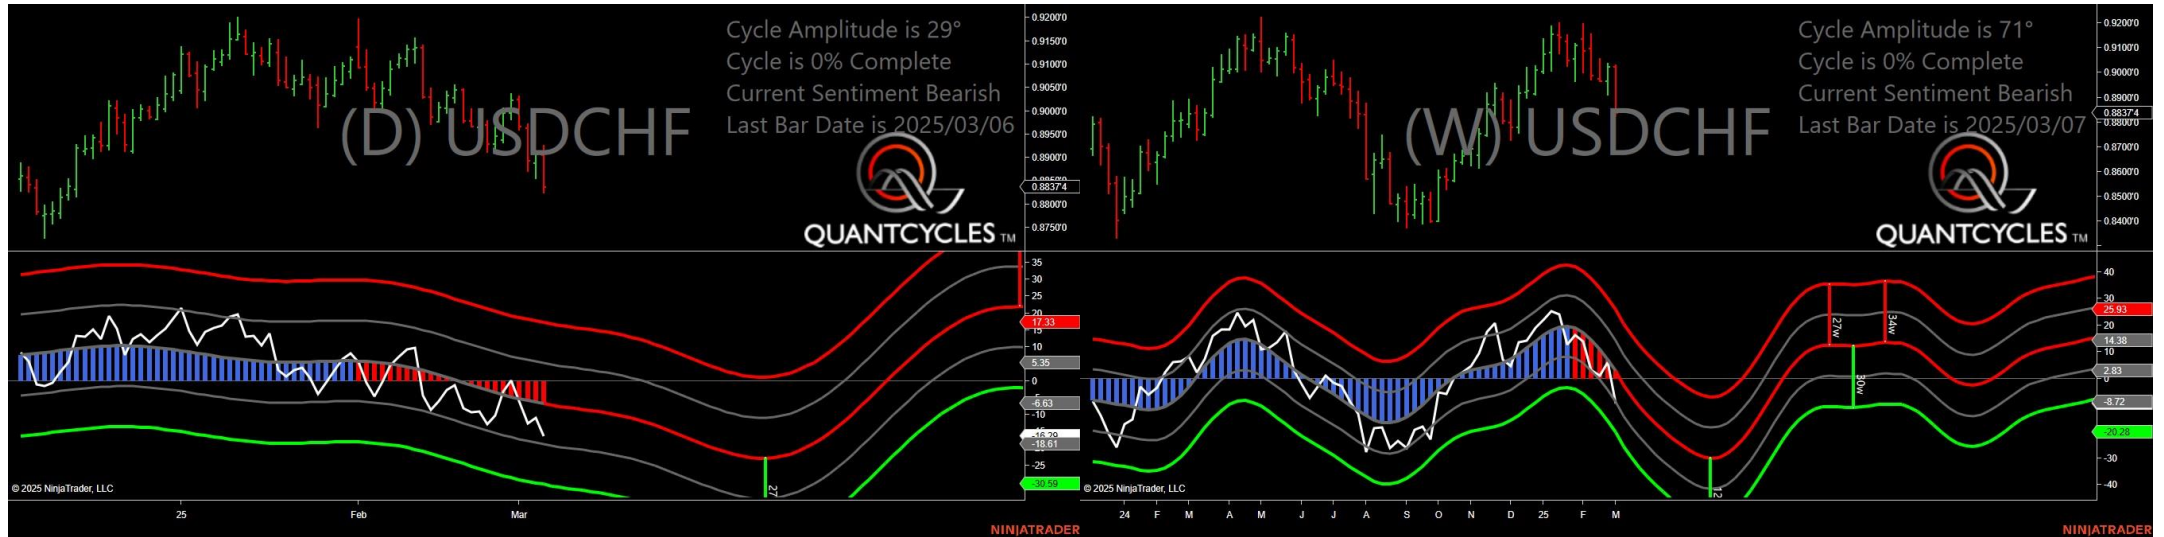 (D) USDCHF
Cycle Amplitude is 29°
Cycle is 0% Complete
Current Sentiment Bearish
Last Bar Date is 2025/03/06
QUANTCYCLES TM
0.9200'0
0.9150'0
0.9100'0
0.9050'0
0.9000'0
0.8950'0
0.8900'0
0.8837'4
0.8800'0
0.8750'0
35
30
25
20
17.33
15
10
5.35
0
-6.63
-10
-16.29
-18.61
-25
-30.59
27
© 2025 NinjaTrader, LLC
25 Feb Mar
NINJATRADER
(W) USDCHF
Cycle Amplitude is 71°
Cycle is 0% Complete
Current Sentiment Bearish
Last Bar Date is 2025/03/07
QUANTCYCLES TM
0.9200'0
0.9100'0
0.9000'0
0.8900'0
0.8837'4
0.8800'0
0.8700'0
0.8600'0
0.8500'0
0.8400'0
40
30
25.93
20
14.38
10
2.83
0
-8.72
-20.28
-30
-40
27w
34w
30w
12
© 2025 NinjaTrader, LLC
24 F M A M J J A S O N D 25 F M
NINJATRADER